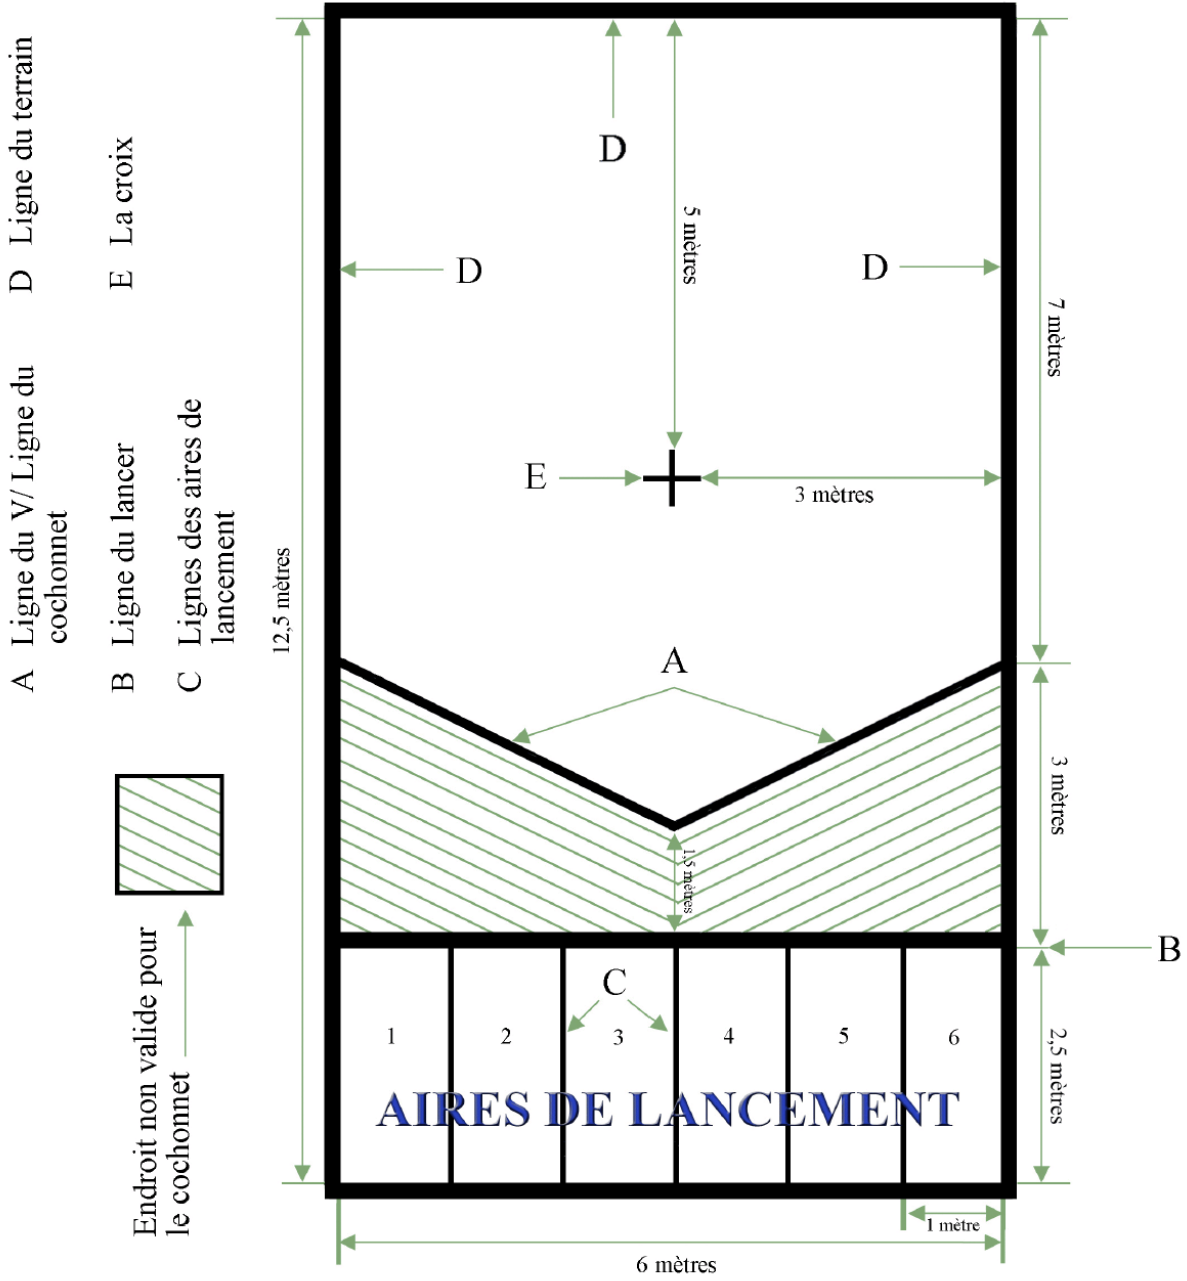 A Ligne du V/ Ligne du
cochonnet
B Ligne du lancer
C Lignes des aires de
lancement
D Ligne du terrain
E La croix
Endroit non valide pour
le cochonnet
12,5 mètres
D
5 mètres
D
D
7 mètres
E
3 mètres
A
3 mètres
1,5 mètres
B
C
1
2
3
4
5
6
2,5 mètres
AIRES DE LANCEMENT
1 mètre
6 mètres